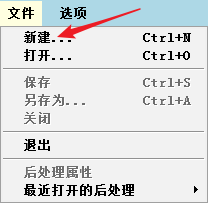 文件 选项
新建... Ctrl+N
打开... Ctrl+O
保存 Ctrl+S
另存为... Ctrl+A
关闭
退出
后处理属性
最近打开的后处理